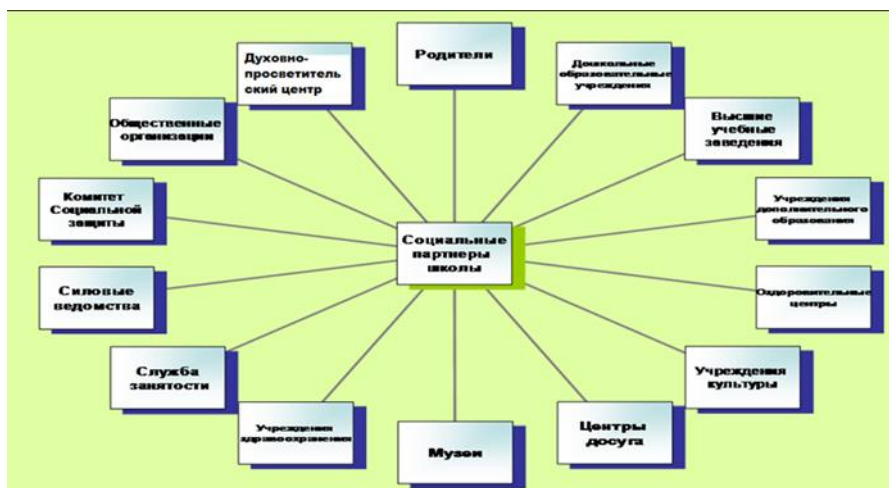 Родители
Дошкольные
образовательные
учреждения
Высшие
учебные
заведения
Учреждения
дополнительного
образования
Оздоровительные
центры
Учреждения
культуры
Центры
досуга
Музеи
Учреждения
здравоохранения
Служба
занятости
Силовые
ведомства
Комитет
Социальной
защиты
Общественные
организации
Духовно-
просветитель
ский центр
Социальные
партнеры
школы